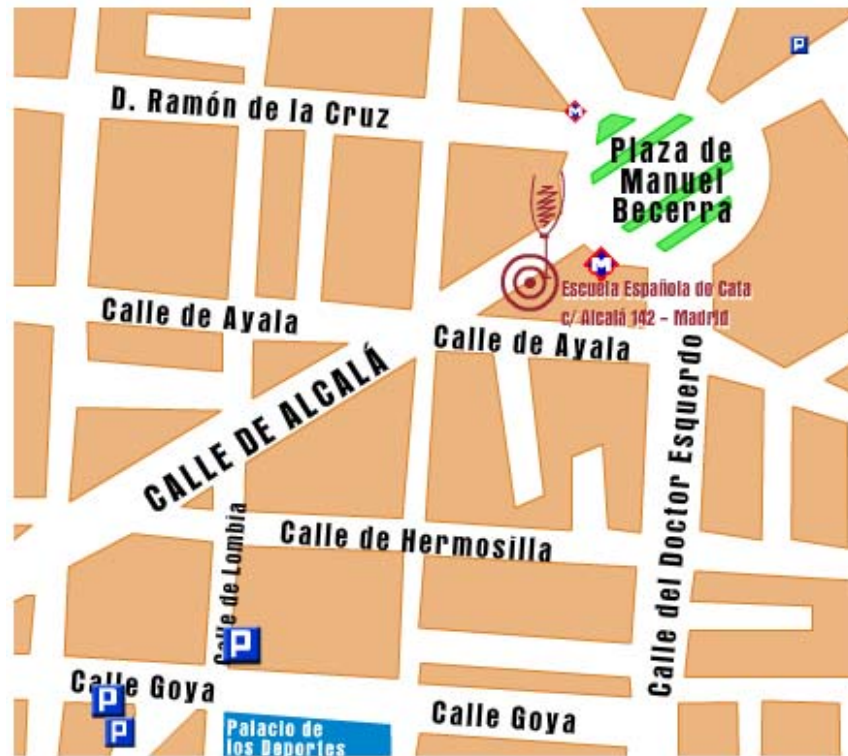 P
D. Ramón de la Cruz
M
Plaza de
Manuel
Becerra
M
Escuela Española de Cata
c/ Alcalá 142 - Madrid
Calle de Ayala
Calle de Ayala
CALLE DE ALCALÁ
Calle del Doctor Esquerdo
Calle de Lombia
Calle de Hermosilla
P
Calle Goya
P
P
Calle Goya
Palacio de
los Deportes